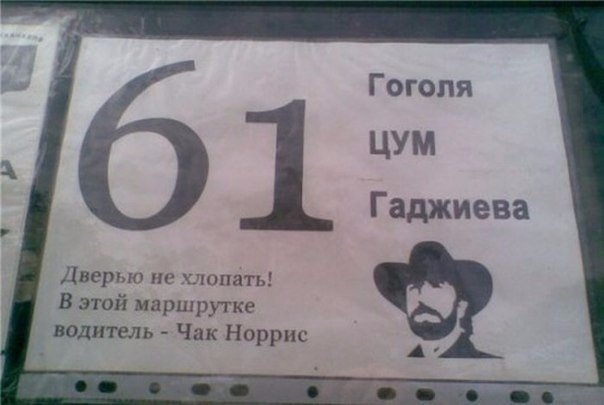 61
Гоголя
ЦУМ
Гаджиева
Дверью не хлопать!
В этой маршрутке
водитель - Чак Норрис
А